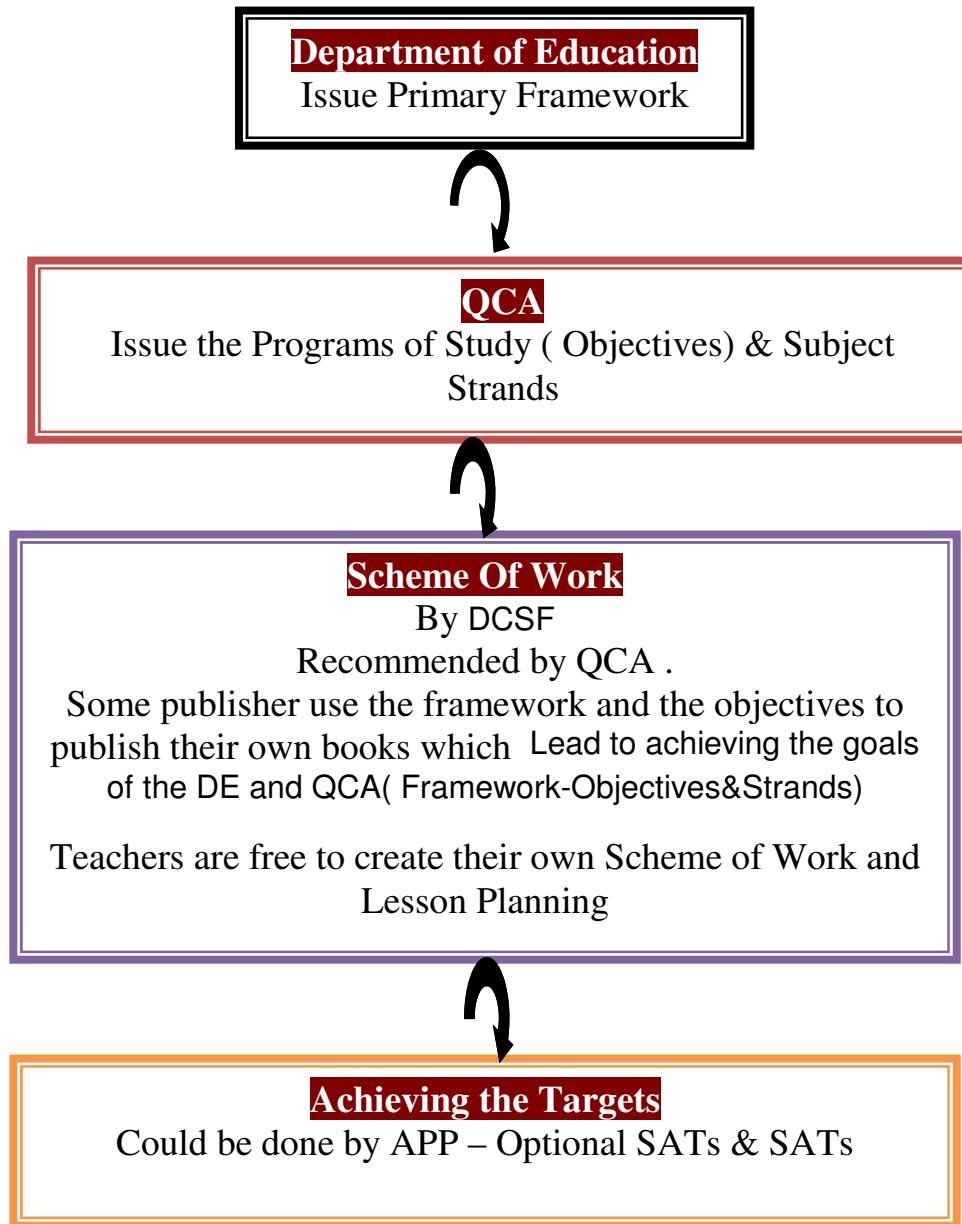 Department of Education
Issue Primary Framework
QCA
Issue the Programs of Study ( Objectives) & Subject
Strands
Scheme Of Work
By DCSF
Recommended by QCA .
Some publisher use the framework and the objectives to
publish their own books which Lead to achieving the goals
of the DE and QCA( Framework-Objectives&Strands)
Teachers are free to create their own Scheme of Work and
Lesson Planning
Achieving the Targets
Could be done by APP – Optional SATs & SATs